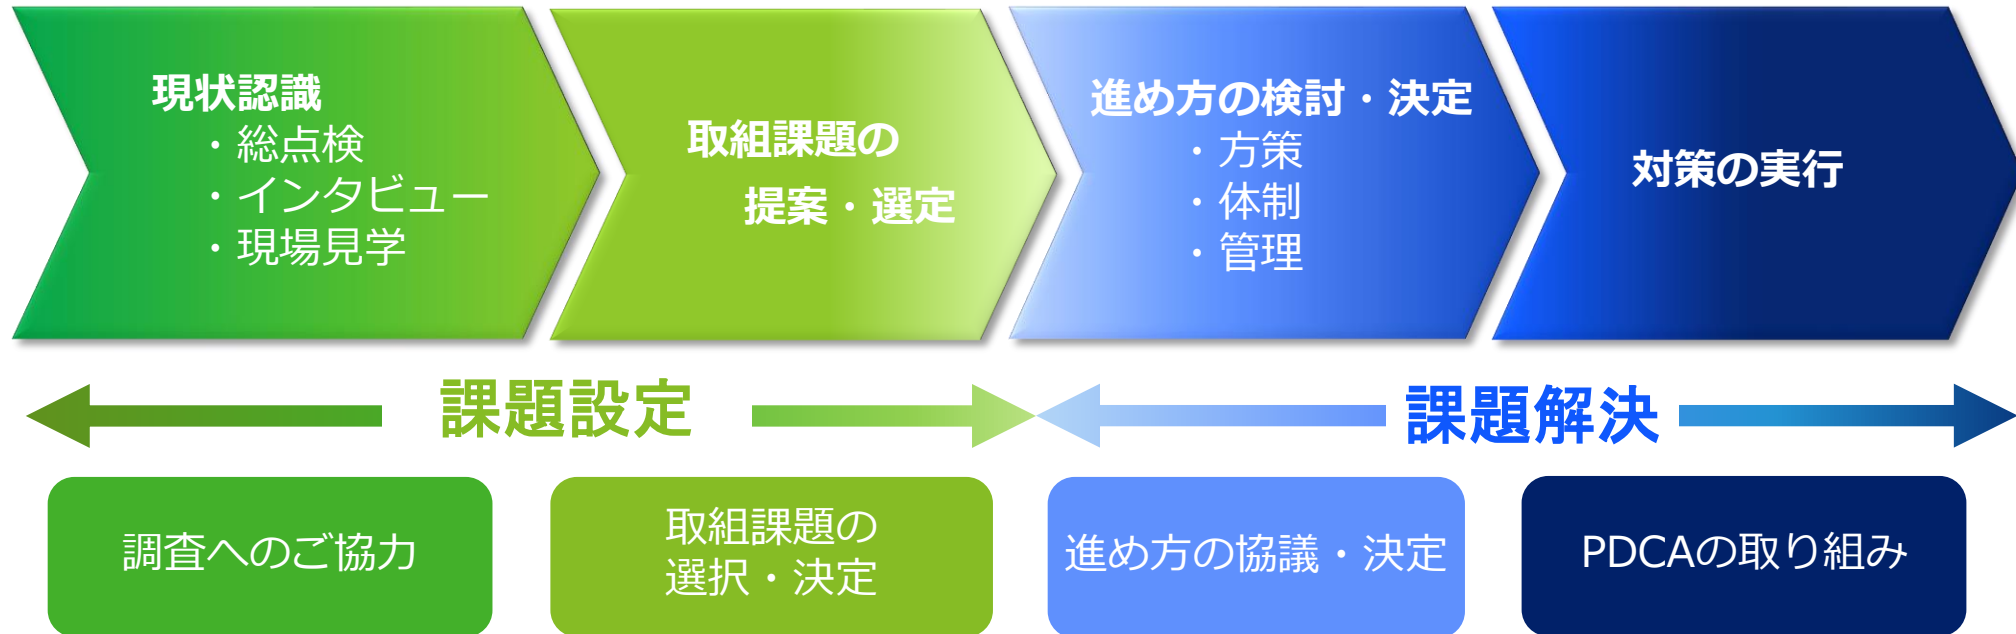 現状認識
・総点検
・インタビュー
・現場見学
取組課題の
提案・選定
進め方の検討・決定
・方策
・体制
・管理
対策の実行
課題設定
課題解決
調査へのご協力
取組課題の
選択・決定
進め方の協議・決定
PDCAの取り組み